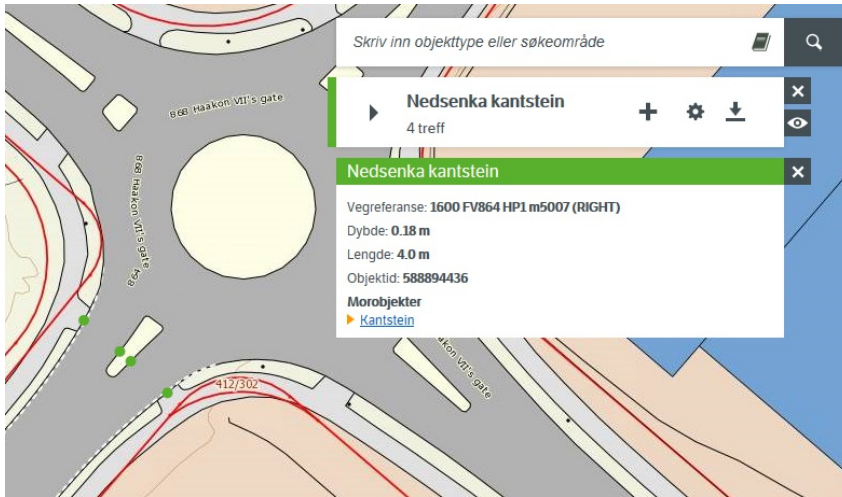 Skriv inn objekttype eller søkeområde
Nedsenka kantstein
4 treff
Nedsenka kantstein
Vegreferanse: 1600 FV864 HP1 m5007 (RIGHT)
Dybde: 0.18 m
Lengde: 4.0 m
Objektid: 588894436
Morobjekter
Kantstein
868 Haakon VII's gate
868 Haakon VII's gate
864
akon VII's gate
412/302